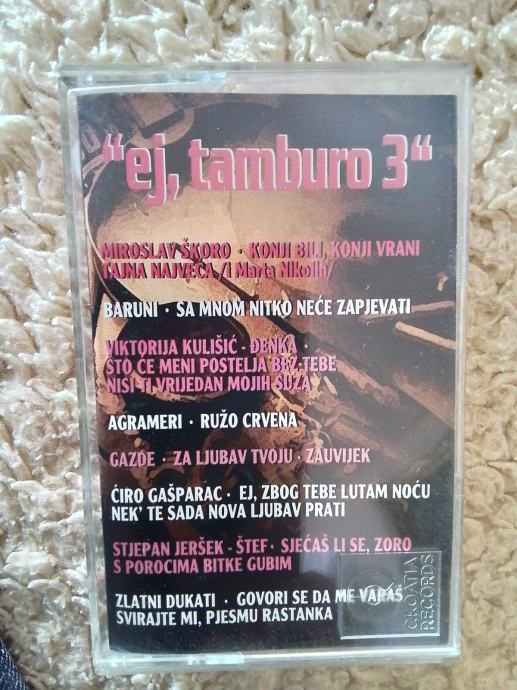 "ej, tamburo 3"
MIROSLAV ŠKORO · KONJI BILI, KONJI VRANI
TAJNA NAJVEĆA /i Marta Nikolin/
BARUNI · SA MNOM NITKO NEĆE ZAPJEVATI
VIKTORIJA KULIŠIĆ - ĐENKA ·
ŠTO ĆE MENI POSTELJA BEZ TEBE
NISI TI VRIJEDAN MOJIH SUZA
AGRAMERI · RUŽO CRVENA
GAZDE · ZA LJUBAV TVOJU · ZAUVIJEK
ĆIRO GAŠPARAC · EJ, ZBOG TEBE LUTAM NOĆU
NEK' TE SADA NOVA LJUBAV PRATI
STJEPAN JERŠEK - ŠTEF · SJEĆAŠ LI SE, ZORO
S POROCIMA BITKE GUBIM
ZLATNI DUKATI · GOVORI SE DA ME VARAŠ
SVIRAJTE MI, PJESMU RASTANKA
CROATIA
RECORDS